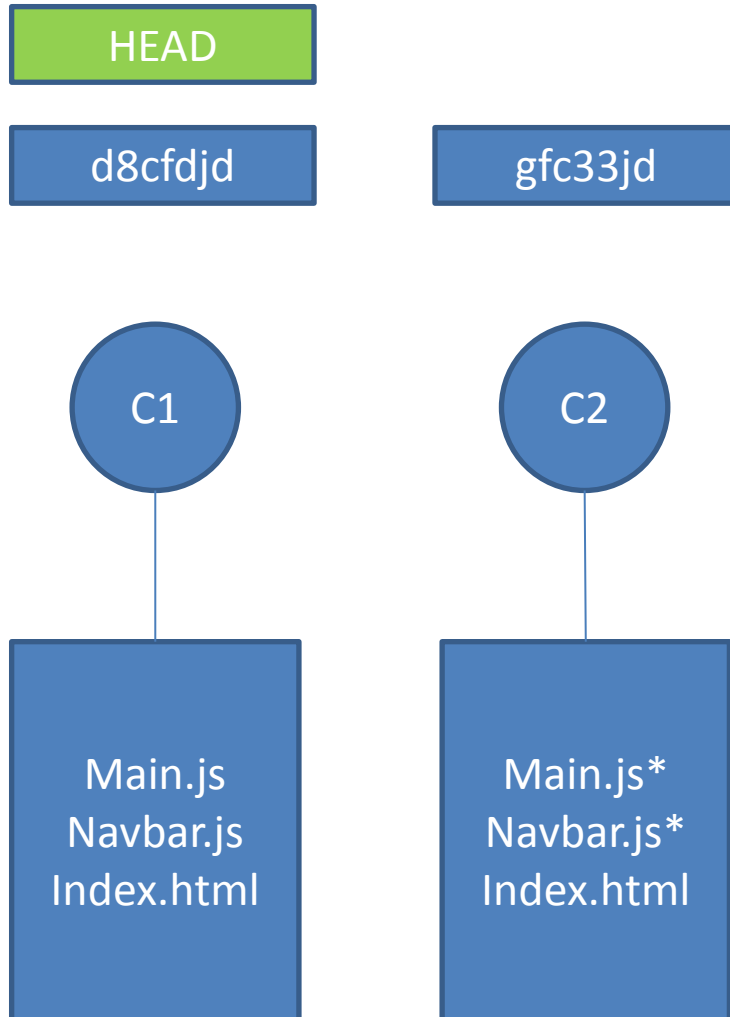 HEAD
d8cfdjd
gfc33jd
C1
C2
Main.js
Navbar.js
Index.html
Main.js*
Navbar.js*
Index.html